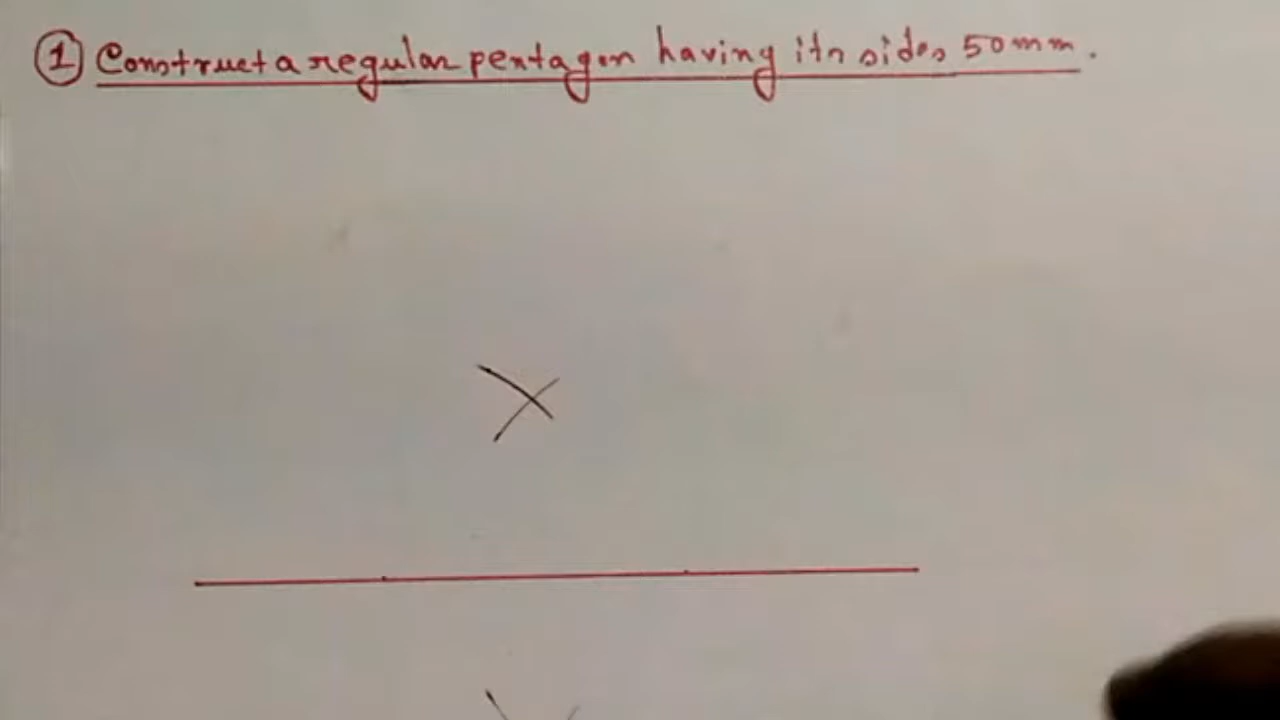 ① Construct a regular pentagon having its sides 50mm.